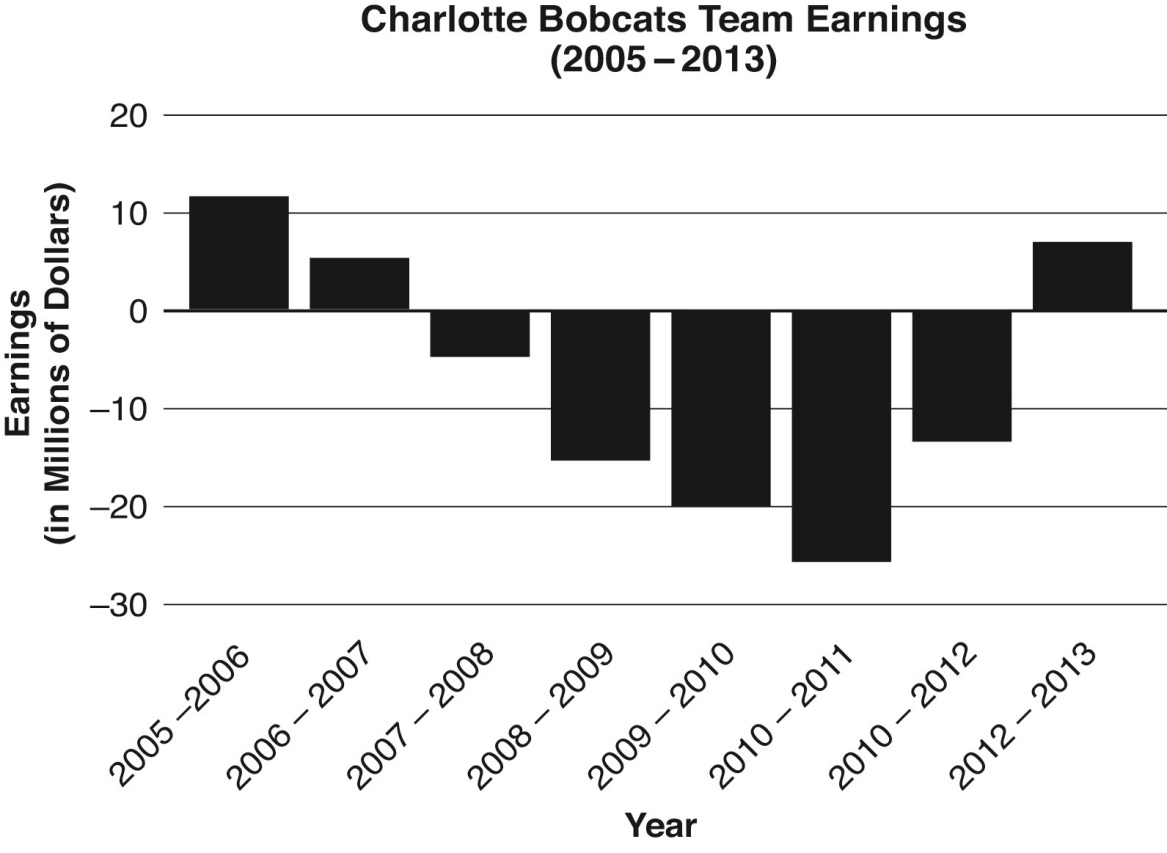 Charlotte Bobcats Team Earnings
(2005 – 2013)
Earnings
(in Millions of Dollars)
20
10
0
–10
–20
–30
2005 –2006
2006 – 2007
2007 – 2008
2008 – 2009
2009 – 2010
2010 – 2011
2010 – 2012
2012 – 2013
Year